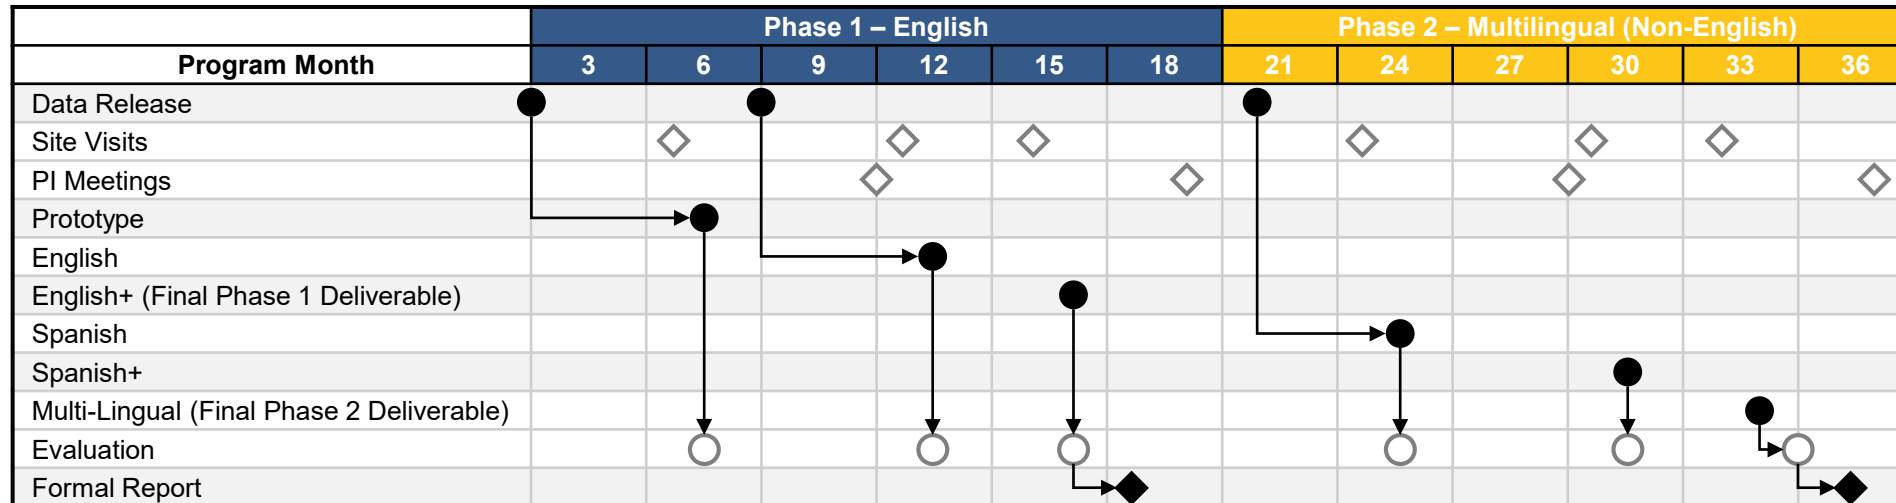 Phase 1 – English Phase 2 – Multilingual (Non-English)
Program Month 3 6 9 12 15 18 21 24 27 30 33 36
Data Release
Site Visits
PI Meetings
Prototype
English
English+ (Final Phase 1 Deliverable)
Spanish
Spanish+
Multi-Lingual (Final Phase 2 Deliverable)
Evaluation
Formal Report